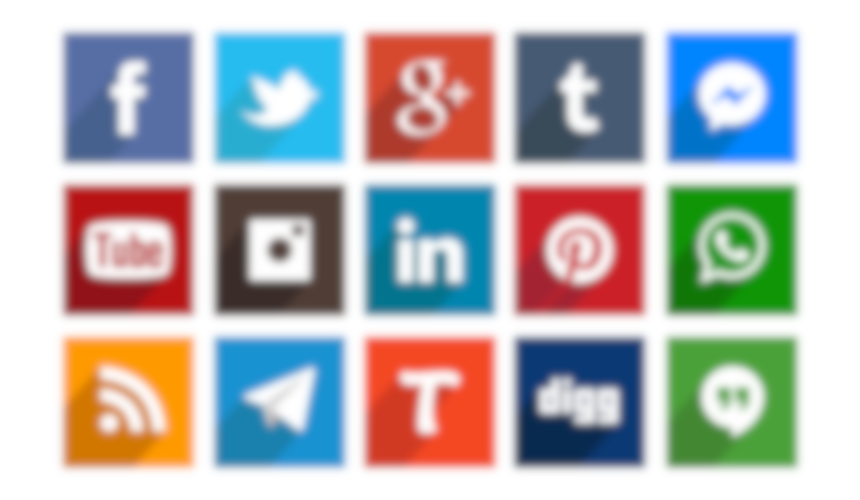 f g+ t
Tube in p
T digg